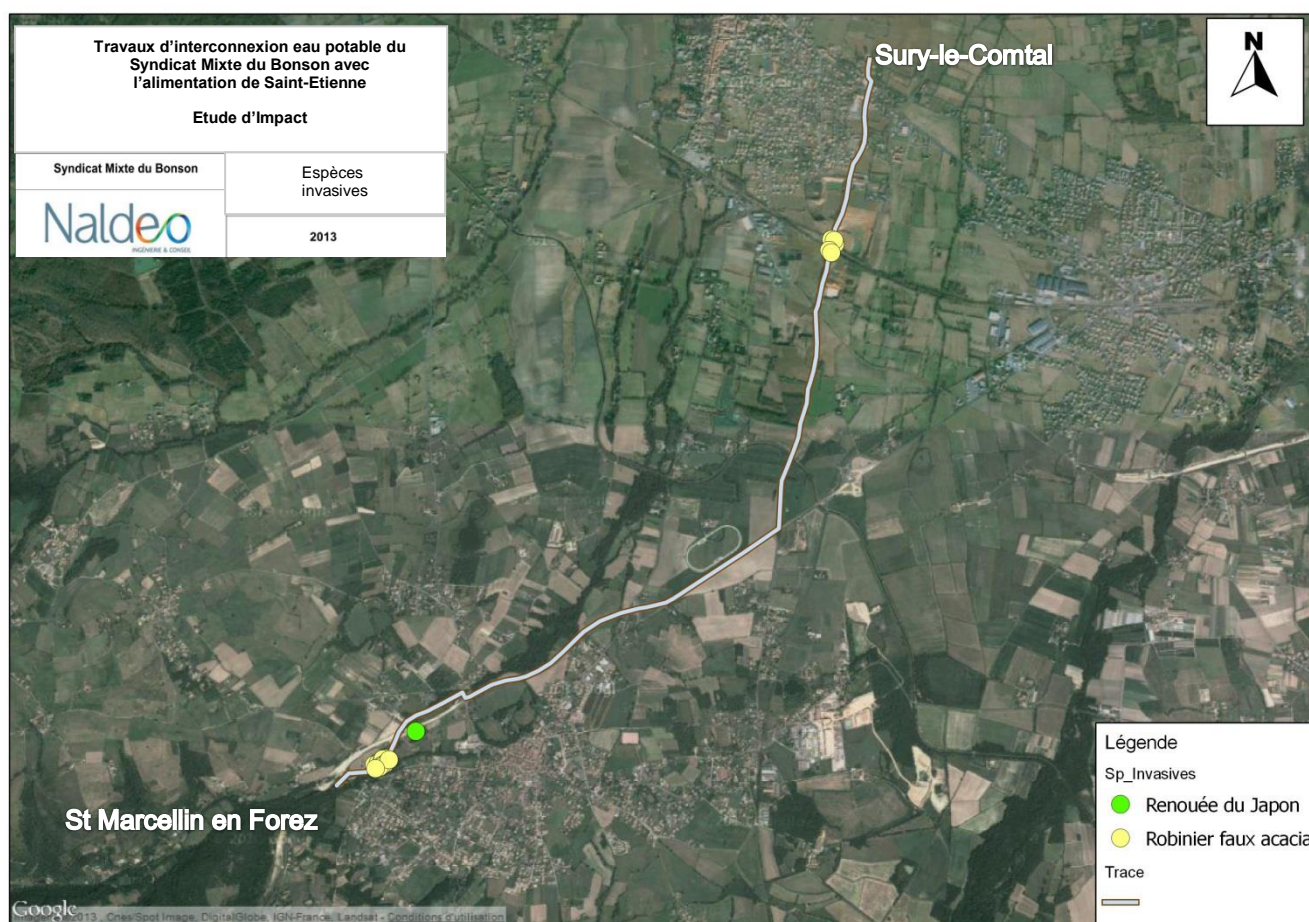 Travaux d'interconnexion eau potable du
Syndicat Mixte du Bonson avec
l'alimentation de Saint-Etienne
Etude d'Impact
Syndicat Mixte du Bonson
Naldeo
INGÉNIERIE & CONSEIL
Espèces
invasives
2013
Sury-le-Comtal
N
St Marcellin en Forez
Légende
Sp_Invasives
Renouée du Japon
Robinier faux acacia
Trace
Google
2013 , Cnes/Spot Image, DigitalGlobe, IGN-France, Landsat - Conditions d'utilisation